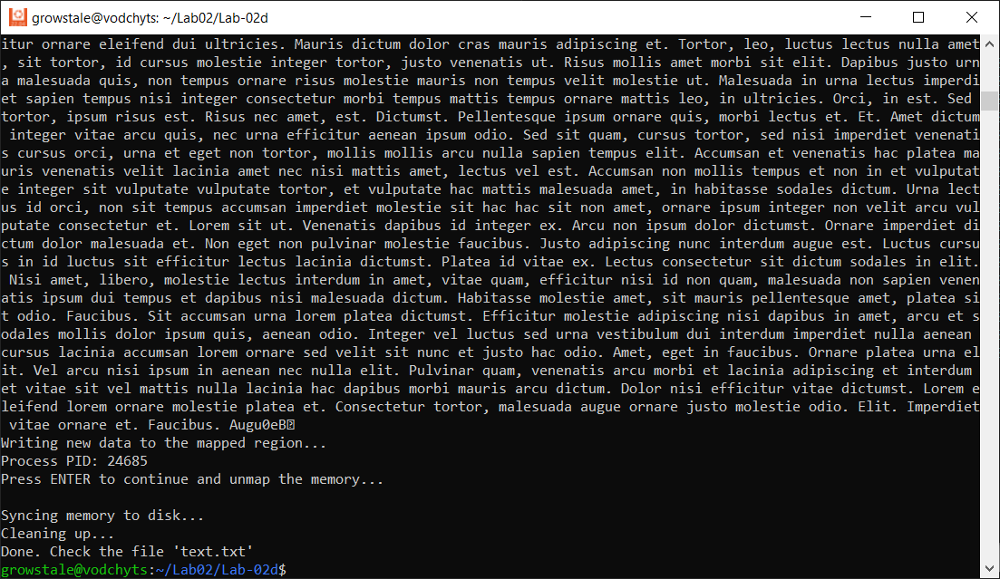 growstale@vodchyts: ~/Lab02/Lab-02d
itur ornare eleifend dui ultricies. Mauris dictum dolor cras mauris adipiscing et. Tortor, leo, luctus lectus nulla amet
, sit tortor, id cursus molestie integer tortor, justo venenatis ut. Risus mollis amet morbi sit elit. Dapibus justo urn
a malesuada quis, non tempus ornare risus molestie mauris non tempus velit molestie ut. Malesuada in urna lectus imperdi
et sapien tempus nisi integer consectetur morbi tempus mattis tempus ornare mattis leo, in ultricies. Orci, in est. Sed
tortor, ipsum risus est. Risus nec amet, est. Dictumst. Pellentesque ipsum ornare quis, morbi lectus et. Et. Amet dictum
 integer vitae arcu quis, nec urna efficitur aenean ipsum odio. Sed sit quam, cursus tortor, sed nisi imperdiet venenati
s cursus orci, urna et eget non tortor, mollis mollis arcu nulla sapien tempus elit. Accumsan et venenatis hac platea ma
uris venenatis velit lacinia amet nec nisi mattis amet, lectus vel est. Accumsan non mollis tempus et non in et vulputat
e integer sit vulputate vulputate tortor, et vulputate hac mattis malesuada amet, in habitasse sodales dictum. Urna lect
us id orci, non sit tempus accumsan imperdiet molestie sit hac hac sit non amet, ornare ipsum integer non velit arcu vul
putate consectetur et. Lorem sit ut. Venenatis dapibus id integer ex. Arcu non ipsum dolor dictumst. Ornare imperdiet di
ctum dolor malesuada et. Non eget non pulvinar molestie faucibus. Justo adipiscing nunc interdum augue est. Luctus cursu
s in id luctus sit efficitur lectus lacinia dictumst. Platea id vitae ex. Lectus consectetur sit dictum sodales in elit.
 Nisi amet, libero, molestie lectus interdum in amet, vitae quam, efficitur nisi id non quam, malesuada non sapien venen
atis ipsum dui tempus et dapibus nisi malesuada dictum. Habitasse molestie amet, sit mauris pellentesque amet, platea si
t odio. Faucibus. Sit accumsan urna lorem platea dictumst. Efficitur molestie adipiscing nisi dapibus in amet, arcu et s
odales mollis dolor ipsum quis, aenean odio. Integer vel luctus sed urna vestibulum dui interdum imperdiet nulla aenean
cursus lacinia accumsan lorem ornare sed velit sit nunc et justo hac odio. Amet, eget in faucibus. Ornare platea urna el
it. Vel arcu nisi ipsum in aenean nec nulla elit. Pulvinar quam, venenatis arcu morbi et lacinia adipiscing et interdum
et vitae sit vel mattis nulla lacinia hac dapibus morbi mauris arcu dictum. Dolor nisi efficitur vitae dictumst. Lorem e
leifend lorem ornare molestie platea et. Consectetur tortor, malesuada augue ornare justo molestie odio. Elit. Imperdiet
 vitae ornare et. Faucibus. Augu0eB�
Writing new data to the mapped region...
Process PID: 24685
Press ENTER to continue and unmap the memory...
Syncing memory to disk...
Cleaning up...
Done. Check the file 'text.txt'
growstale@vodchyts:~/Lab02/Lab-02d$